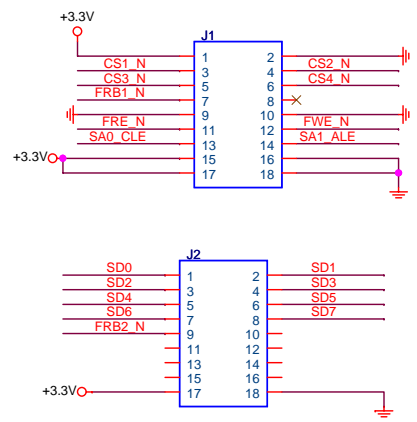 +3.3V
J1
1 2
CS1_N 3 4 CS2_N
CS3_N 5 6 CS4_N
FRB1_N 7 8
9 10
FRE_N 11 12 FWE_N
SA0_CLE 13 14 SA1_ALE
+3.3V 15 16
17 18
J2
SD0 1 2 SD1
SD2 3 4 SD3
SD4 5 6 SD5
SD6 7 8 SD7
FRB2_N 9 10
11 12
13 14
15 16
+3.3V 17 18